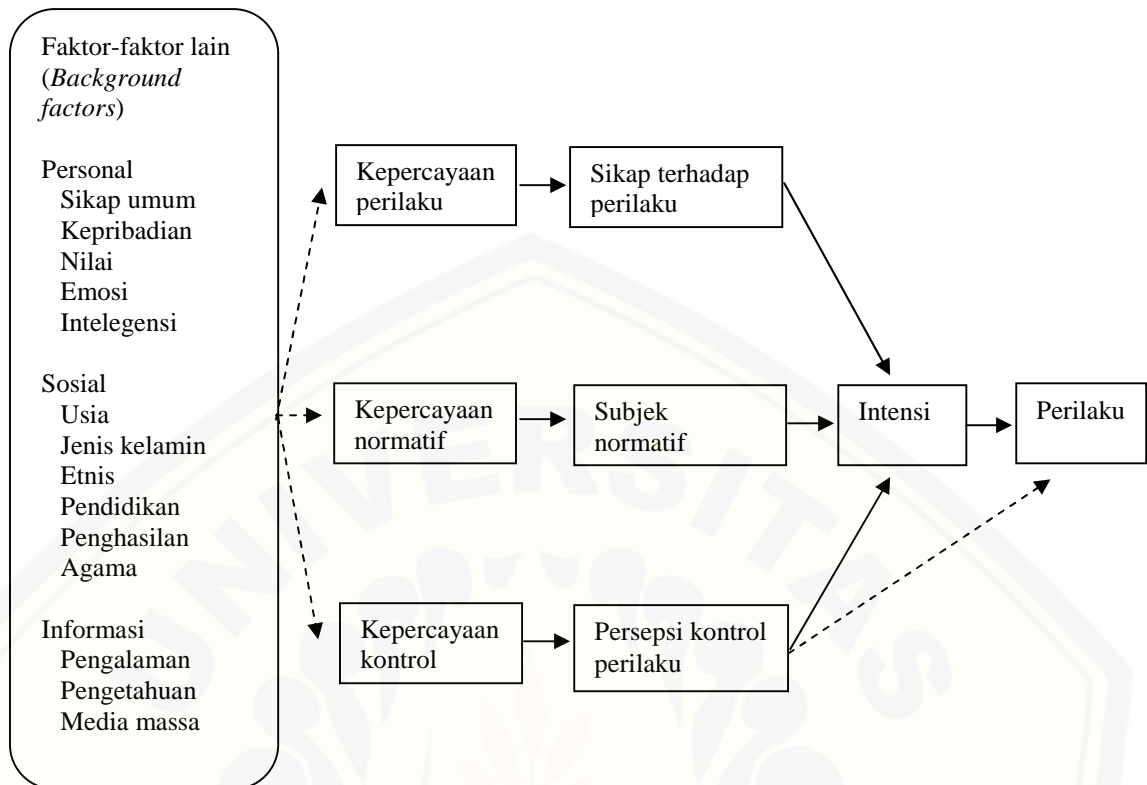 Faktor-faktor lain
(Background
factors)
Personal
Sikap umum
Kepribadian
Nilai
Emosi
Intelegensi
Sosial
Usia
Jenis kelamin
Etnis
Pendidikan
Penghasilan
Agama
Informasi
Pengalaman
Pengetahuan
Media massa
Kepercayaan
perilaku
Sikap terhadap
perilaku
Kepercayaan
normatif
Subjek
normatif
Intensi
Perilaku
Kepercayaan
kontrol
Persepsi kontrol
perilaku
UNIVERSITAS